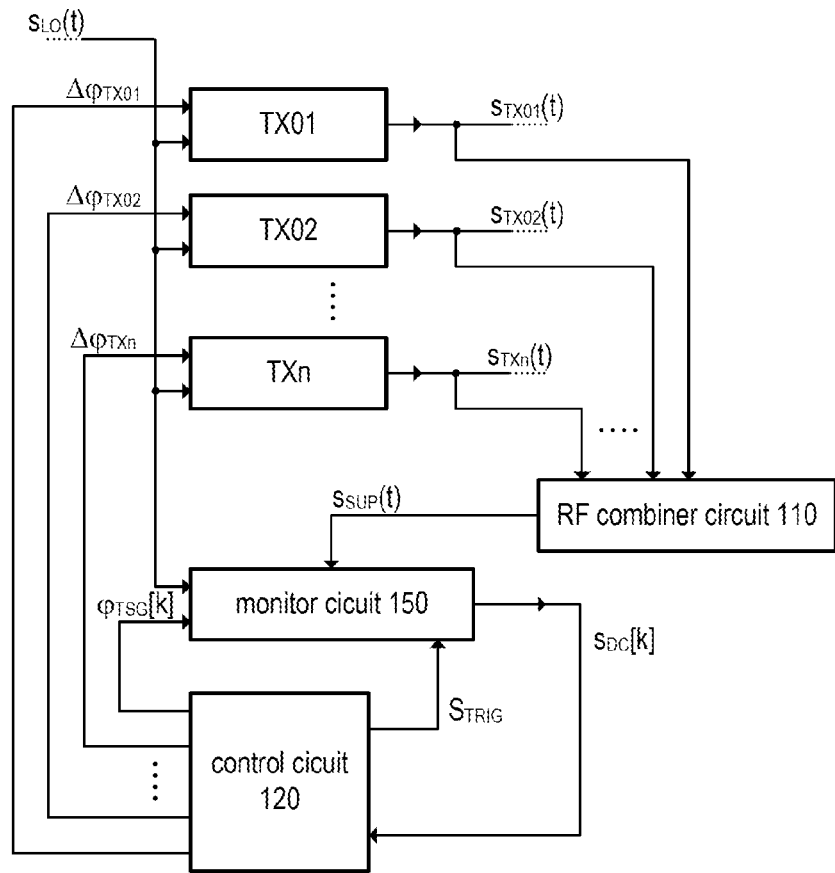 sLO(t)
ΔφTX01
TX01
sTX01(t)
ΔφTX02
TX02
sTX02(t)
ΔφTXn
TXn
sTXn(t)
sSUP(t)
RF combiner circuit 110
φTSG[k]
monitor cicuit 150
sDC[k]
STRIG
control cicuit
120